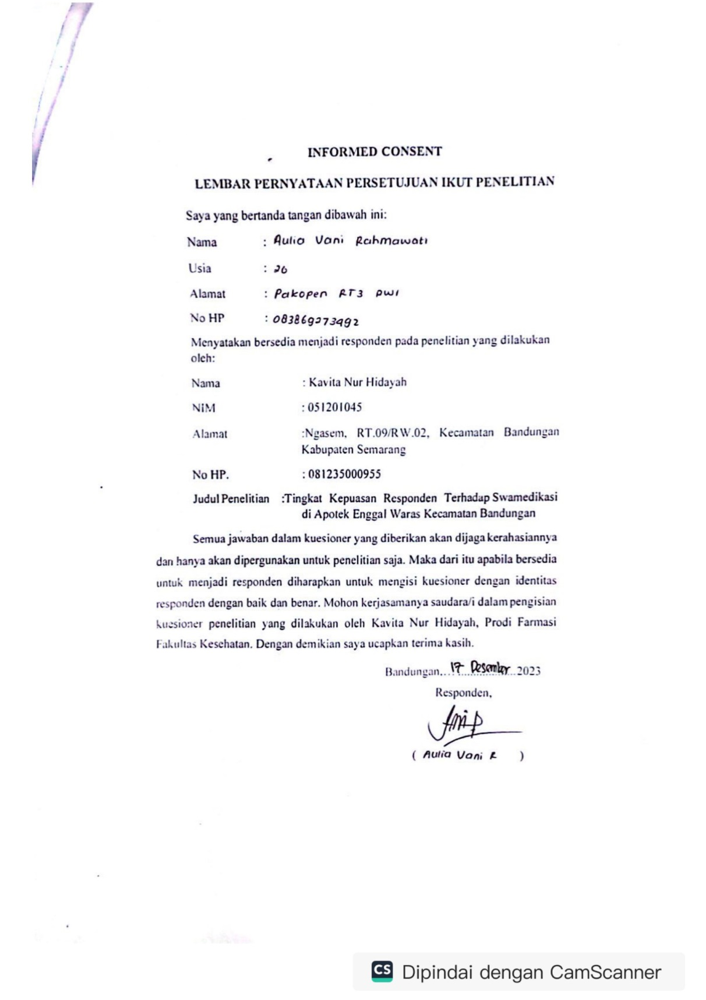 INFORMED CONSENT
LEMBAR PERNYATAAN PERSETUJUAN IKUT PENELITIAN
Saya yang bertanda tangan dibawah ini:
Nama : Aulia Vani Rahmawati
Usia : 26
Alamat : Pakopen RT3 RW1
No HP : 083869273492
Menyatakan bersedia menjadi responden pada penelitian yang dilakukan
oleh:
Nama : Kavita Nur Hidayah
NIM : 051201045
Alamat :Ngasem, RT.09/RW.02, Kecamatan Bandungan
Kabupaten Semarang
No HP. : 081235000955
Judul Penelitian :Tingkat Kepuasan Responden Terhadap Swamedikasi
di Apotek Enggal Waras Kecamatan Bandungan
Semua jawaban dalam kuesioner yang diberikan akan dijaga kerahasiannya
dan hanya akan dipergunakan untuk penelitian saja. Maka dari itu apabila bersedia
untuk menjadi responden diharapkan untuk mengisi kuesioner dengan identitas
responden dengan baik dan benar. Mohon kerjasamanya saudara/i dalam pengisian
kuesioner penelitian yang dilakukan oleh Kavita Nur Hidayah, Prodi Farmasi
Fakultas Kesehatan. Dengan demikian saya ucapkan terima kasih.
Bandungan, 17 Desember 2023
Responden,
( Aulia Vani R )
CS Dipindai dengan CamScanner